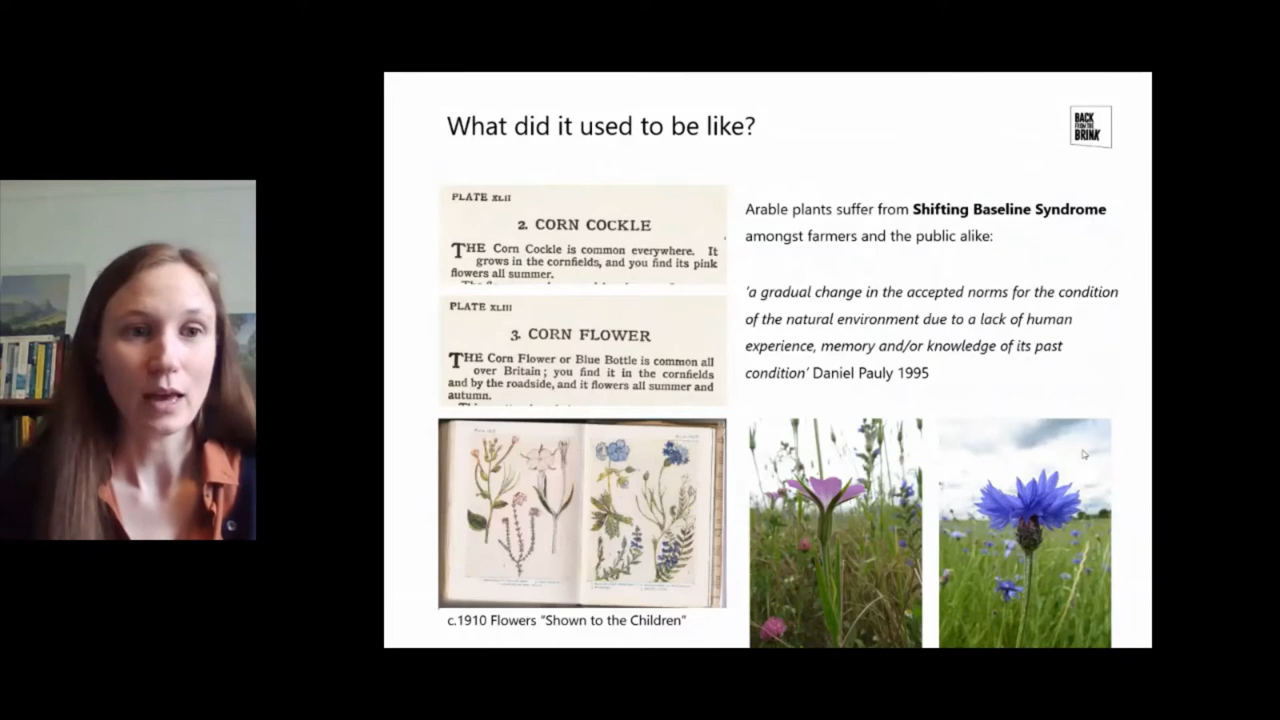 What did it used to be like?
BACK
FROM THE
BRINK
PLATE XLII
2. CORN COCKLE
THE Corn Cockle is common everywhere. It
grows in the cornfields, and you find its pink
flowers all summer.
PLATE XLIII
3. CORN FLOWER
THE Corn Flower or Blue Bottle is common all
over Britain; you find it in the cornfields
and by the roadside, and it flowers all summer and
autumn.
c.1910 Flowers "Shown to the Children"
Arable plants suffer from Shifting Baseline Syndrome
amongst farmers and the public alike:
'a gradual change in the accepted norms for the condition
of the natural environment due to a lack of human
experience, memory and/or knowledge of its past
condition' Daniel Pauly 1995